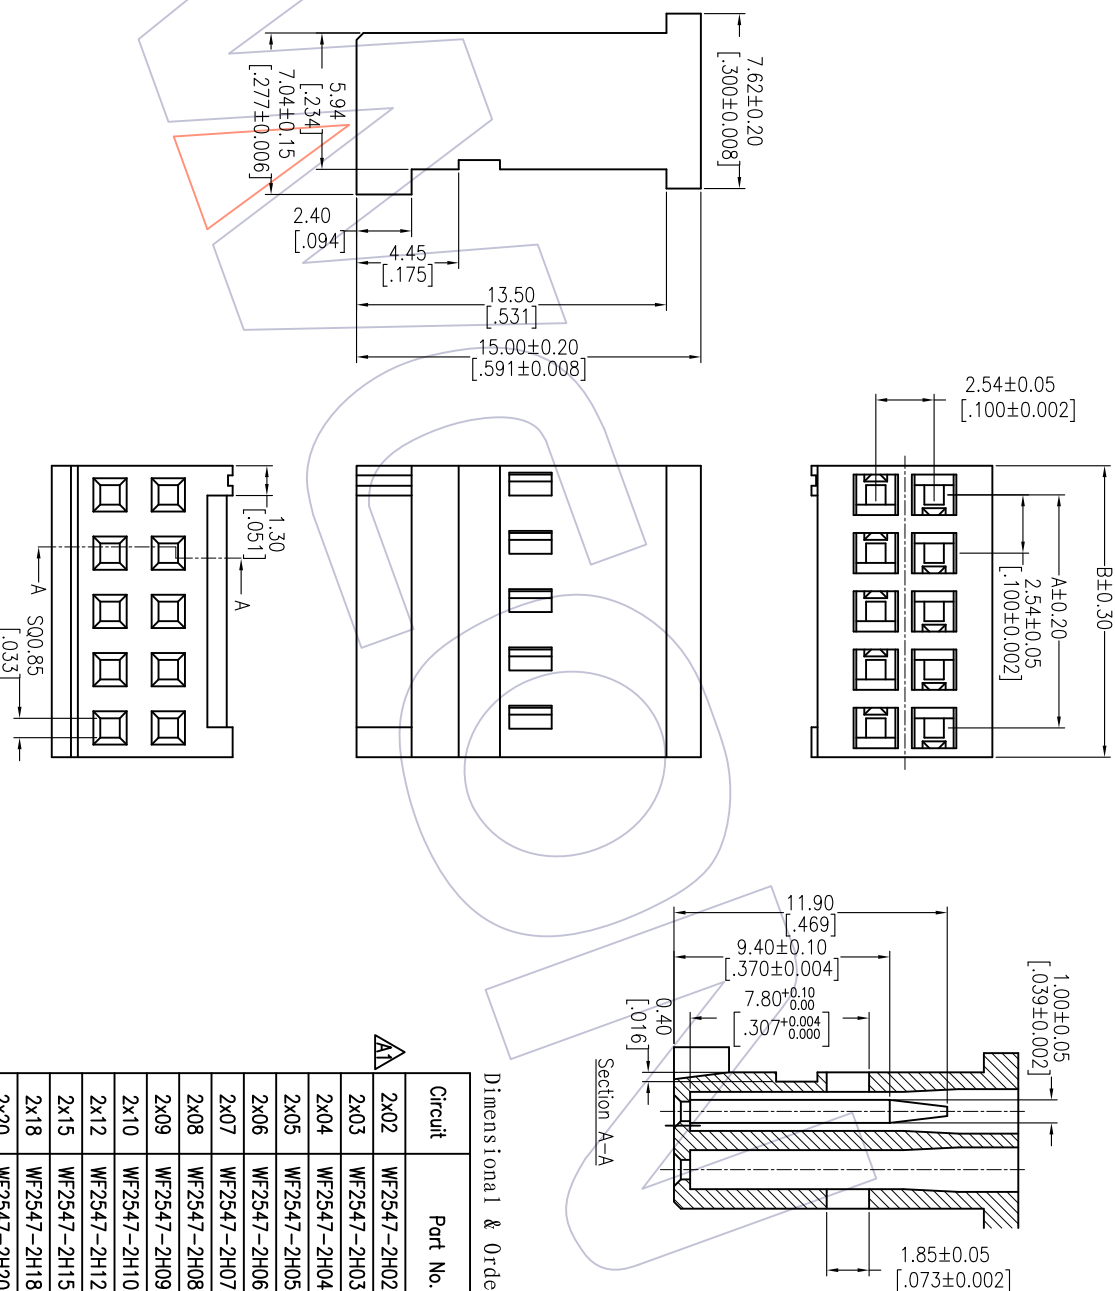 7.62±0.20
[.300±0.008]
5.94
[.234]
7.04±0.15
[.277±0.006]
2.40
[.094]
4.45
[.175]
13.50
[.531]
15.00±0.20
[.591±0.008]
2.54±0.05
[.100±0.002]
B±0.30
A±0.20
2.54±0.05
[.100±0.002]
1.30
[.051]
A
A
SQ0.85
[.033]
11.90
[.469]
9.40±0.10
[.370±0.004]
7.80+0.10 0.00
[.307+0.004 0.000]
0.40
[.016]
1.00±0.05
[.039±0.002]
1.85±0.05
[.073±0.002]
Section A-A
A1
Dimensional & Orde
Circuit Part No.
2x02 WF2547-2H02
2x03 WF2547-2H03
2x04 WF2547-2H04
2x05 WF2547-2H05
2x06 WF2547-2H06
2x07 WF2547-2H07
2x08 WF2547-2H08
2x09 WF2547-2H09
2x10 WF2547-2H10
2x12 WF2547-2H12
2x15 WF2547-2H15
2x18 WF2547-2H18
2x20 WF2547-2H20